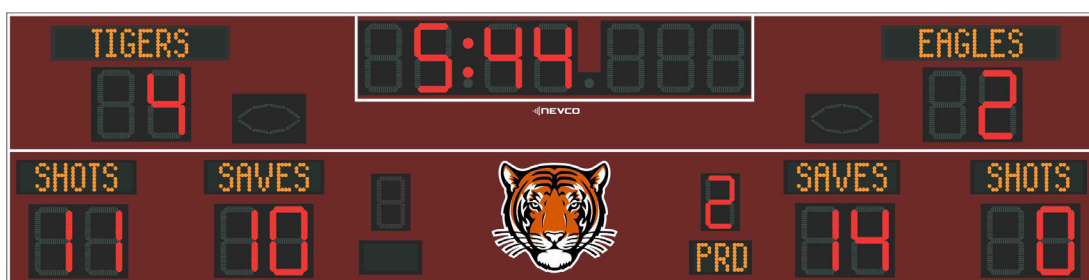 TIGERS 5:44 EAGLES
4 2
NEVCO
SHOTS SAVES 2 SAVES SHOTS
11 10 PRD 14 0